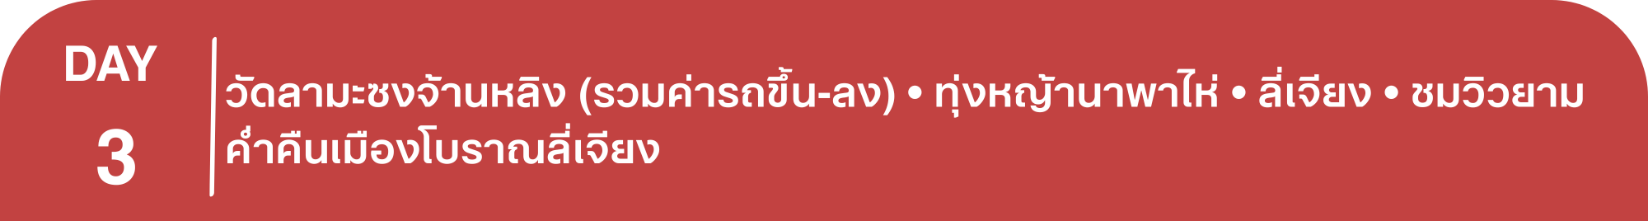 DAY
3
วัดลามะซงจ้านหลิง (รวมค่ารถขึ้น-ลง) • ทุ่งหญ้านาพาไห่ • ลี่เจียง • ชมวิวยาม
ค่ำคืนเมืองโบราณลี่เจียง